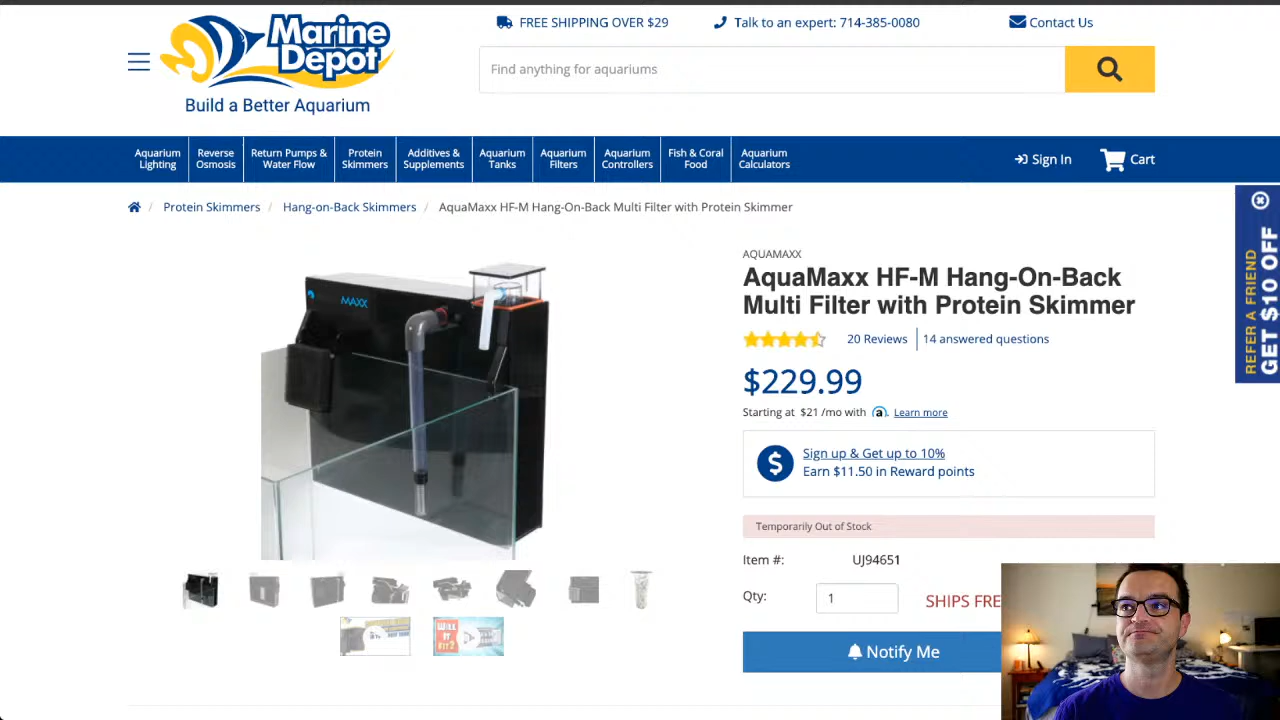 Marine
Depot
Build a Better Aquarium
FREE SHIPPING OVER $29
Talk to an expert: 714-385-0080
Contact Us
Find anything for aquariums
Aquarium
Lighting
Reverse
Osmosis
Return Pumps &
Water Flow
Protein
Skimmers
Additives &
Supplements
Aquarium
Tanks
Aquarium
Filters
Aquarium
Controllers
Fish & Coral
Food
Aquarium
Calculators
Sign In
Cart
/ Protein Skimmers / Hang-on-Back Skimmers / AquaMaxx HF-M Hang-On-Back Multi Filter with Protein Skimmer
REFER A FRIEND
GET $10 OFF
MAXX
AQUAMAXX
AquaMaxx HF-M Hang-On-Back
Multi Filter with Protein Skimmer
20 Reviews
14 answered questions
$229.99
Starting at $21 /mo with a. Learn more
$
Sign up & Get up to 10%
Earn $11.50 in Reward points
Temporarily Out of Stock
Item #: UJ94651
Qty: 1
SHIPS FRE
Notify Me
WILL
IT
FIT?